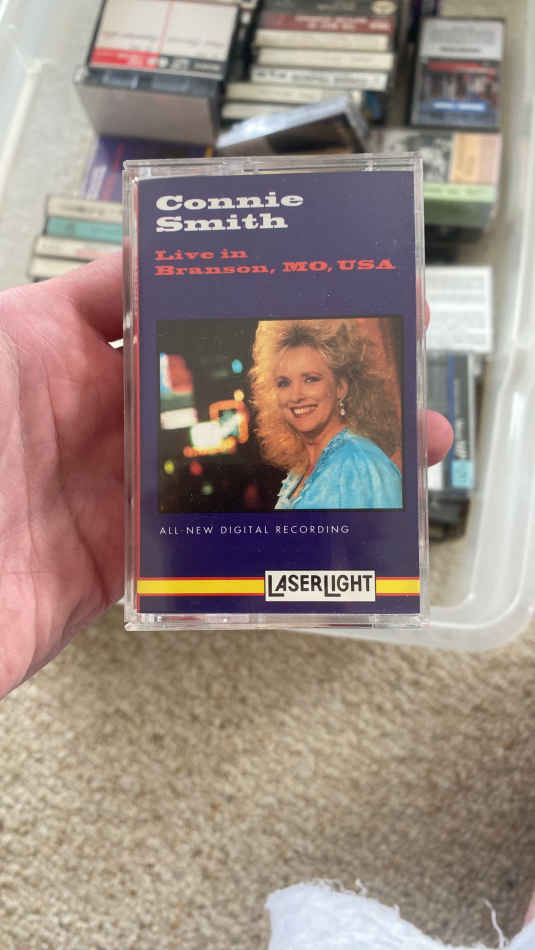 Connie
Smith
Live in
Branson, MO, USA
ALL-NEW DIGITAL RECORDING
LASERLIGHT